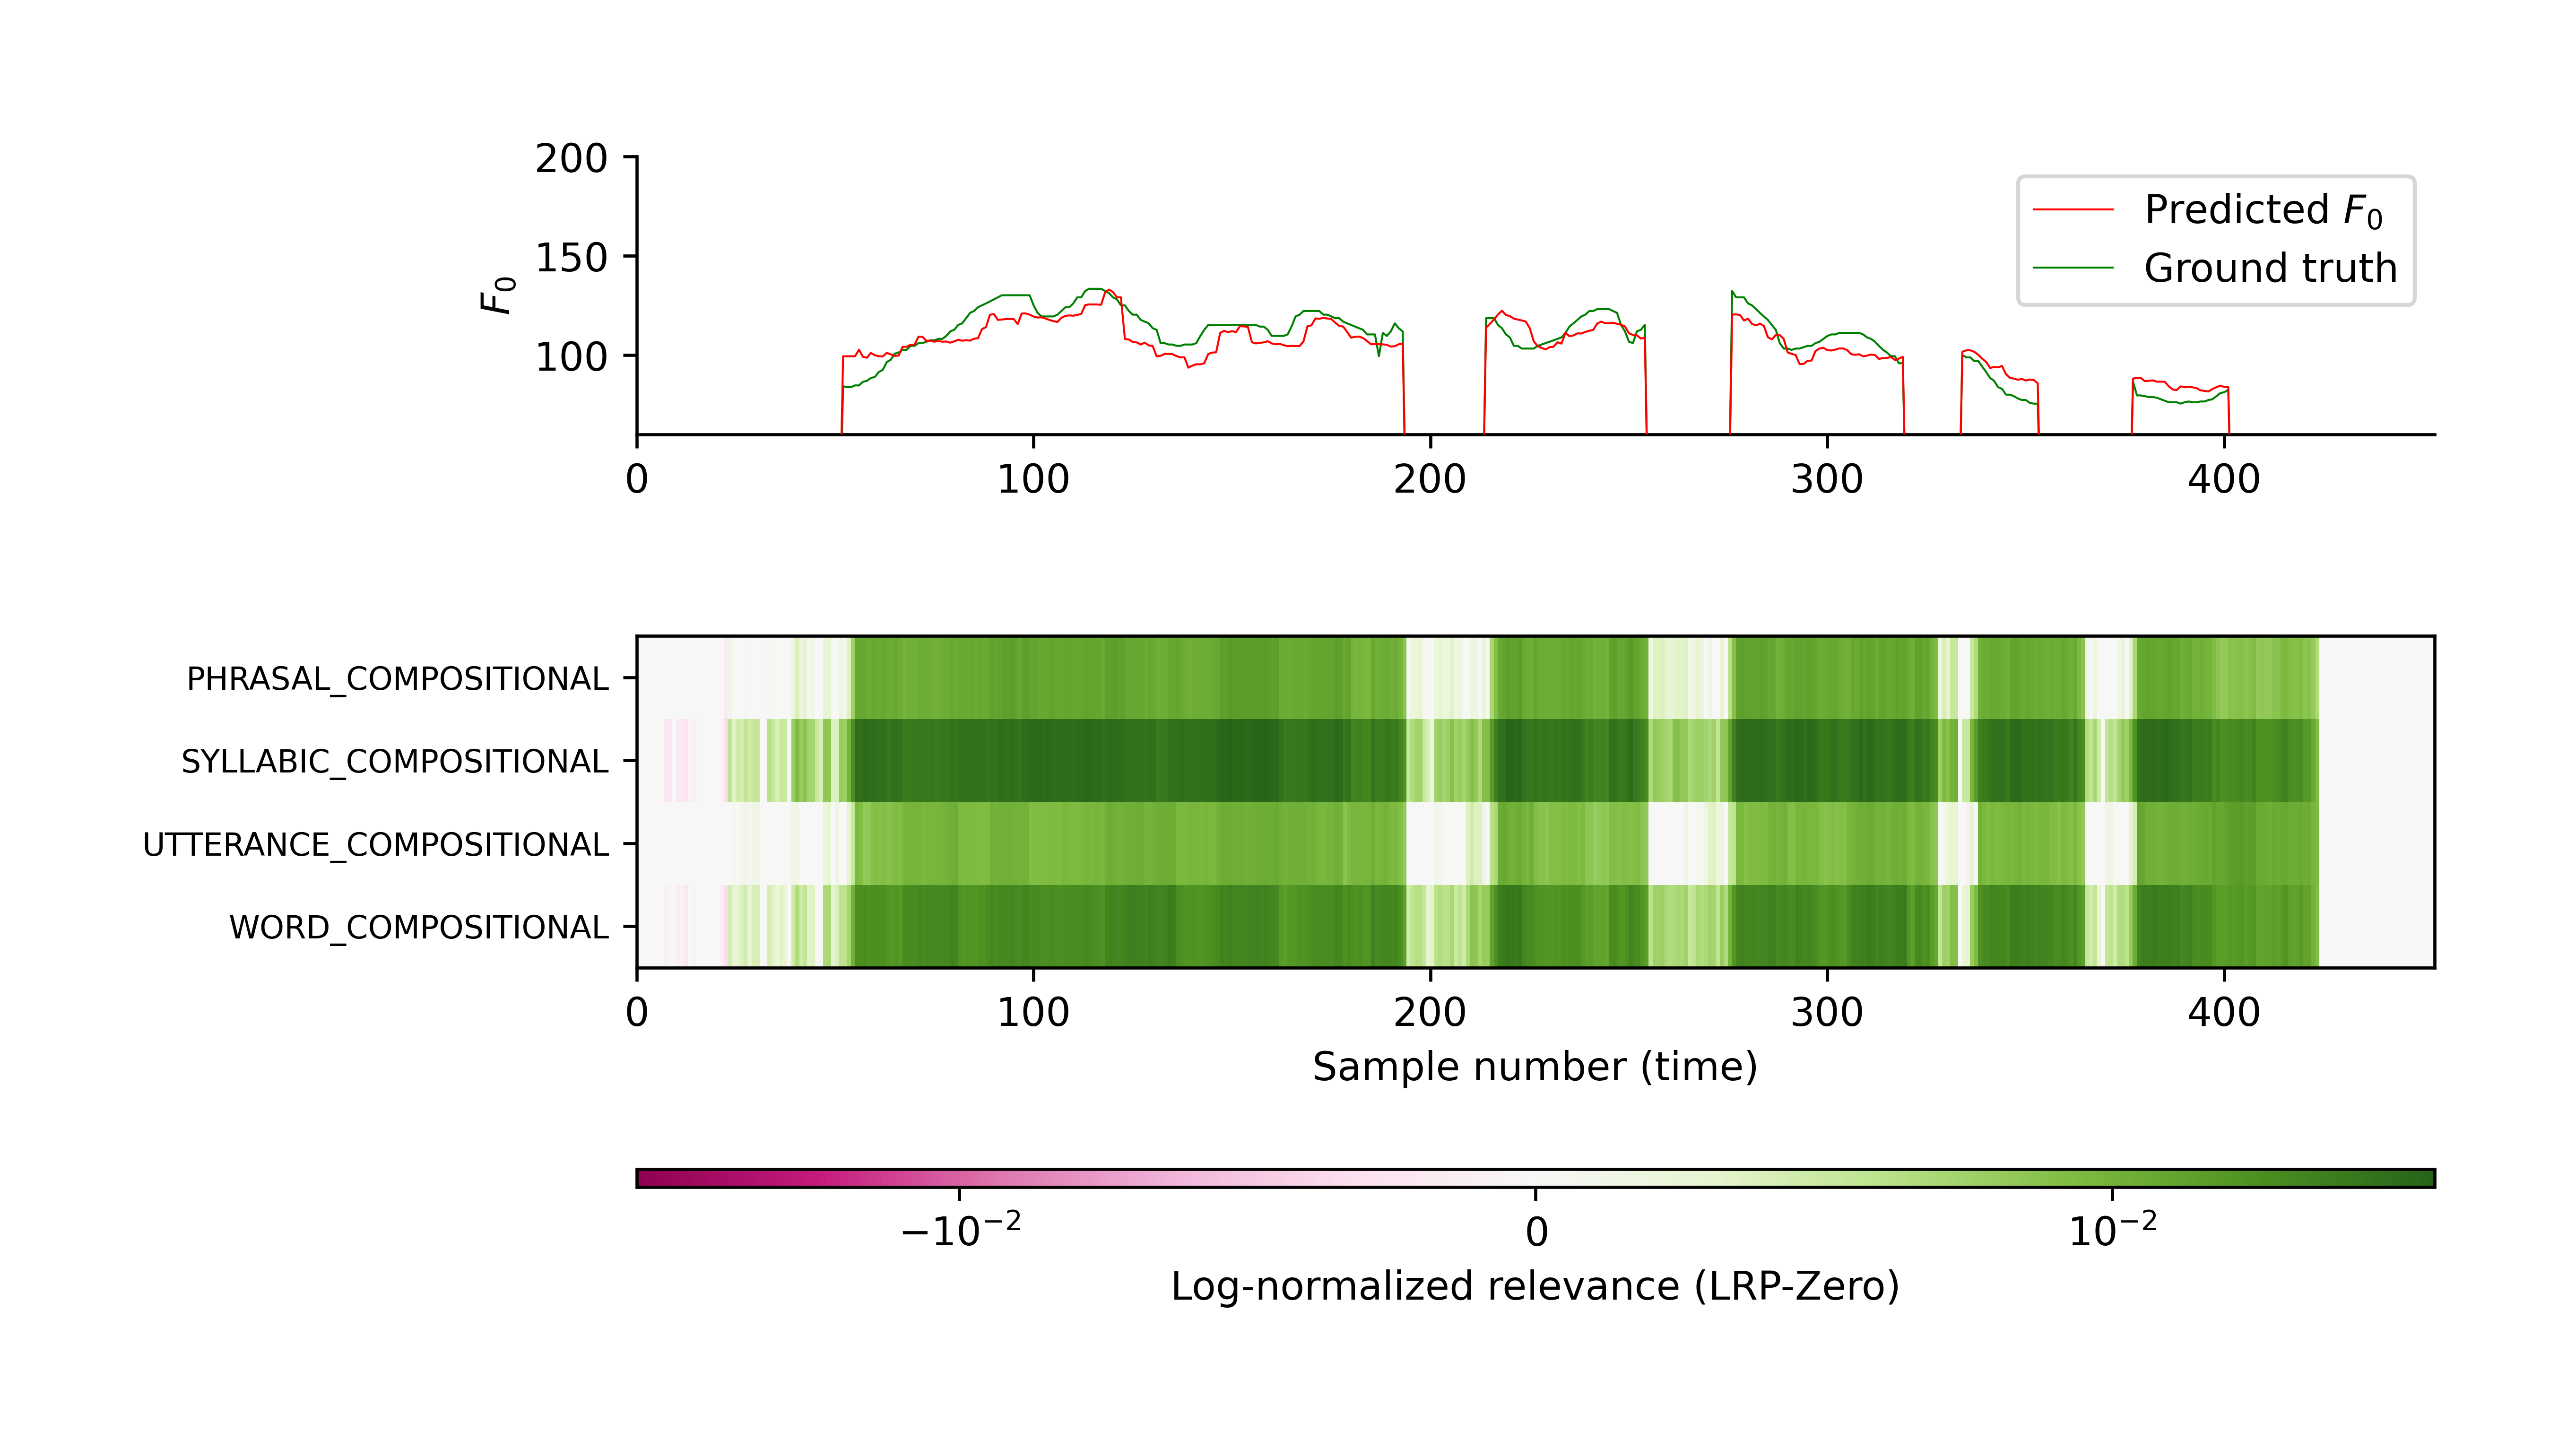 200
150
100
F₀
Predicted F₀
Ground truth
0 100 200 300 400
PHRASAL_COMPOSITIONAL
SYLLABIC_COMPOSITIONAL
UTTERANCE_COMPOSITIONAL
WORD_COMPOSITIONAL
0 100 200 300 400
Sample number (time)
−10⁻² 0 10⁻²
Log-normalized relevance (LRP-Zero)